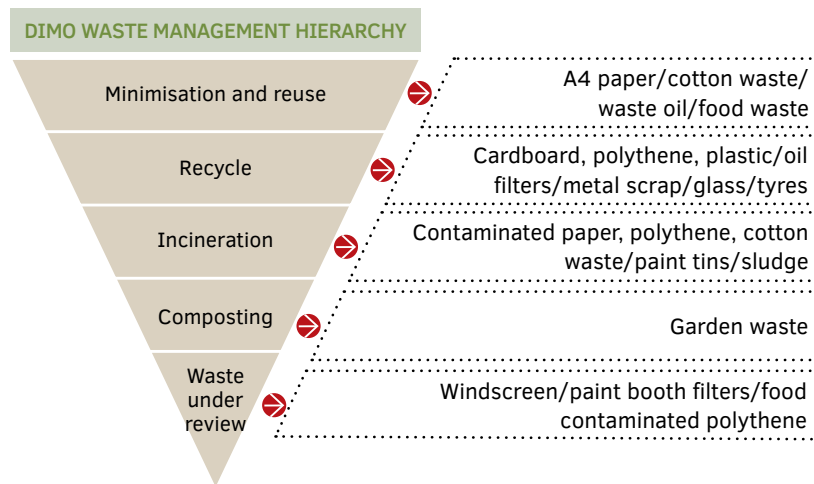 DIMO WASTE MANAGEMENT HIERARCHY
Minimisation and reuse
A4 paper/cotton waste/
waste oil/food waste
Recycle
Cardboard, polythene, plastic/oil
filters/metal scrap/glass/tyres
Incineration
Contaminated paper, polythene, cotton
waste/paint tins/sludge
Composting
Garden waste
Waste
under
review
Windscreen/paint booth filters/food
contaminated polythene